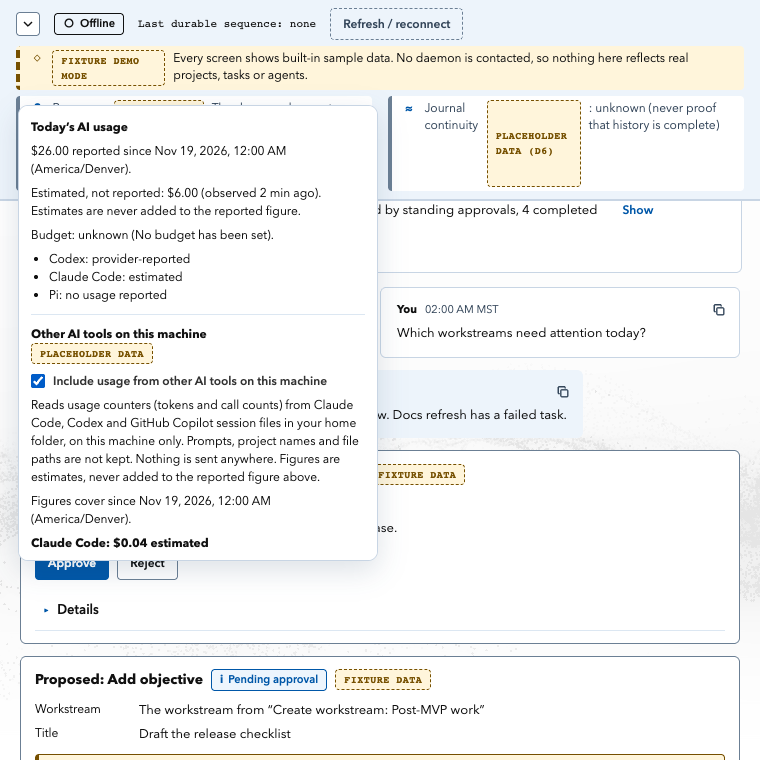 Offline
Last durable sequence: none
Refresh / reconnect
FIXTURE DEMO
MODE
Every screen shows built-in sample data. No daemon is contacted, so nothing here reflects real
projects, tasks or agents.
Journal
continuity
PLACEHOLDER
DATA (D6)
: unknown (never proof
that history is complete)
Today's AI usage
$26.00 reported since Nov 19, 2026, 12:00 AM
(America/Denver).
Estimated, not reported: $6.00 (observed 2 min ago).
Estimates are never added to the reported figure.
Budget: unknown (No budget has been set).
• Codex: provider-reported
• Claude Code: estimated
• Pi: no usage reported
Other AI tools on this machine
PLACEHOLDER DATA
Include usage from other AI tools on this machine
Reads usage counters (tokens and call counts) from Claude
Code, Codex and GitHub Copilot session files in your home
folder, on this machine only. Prompts, project names and file
paths are not kept. Nothing is sent anywhere. Figures are
estimates, never added to the reported figure above.
Figures cover since Nov 19, 2026, 12:00 AM
(America/Denver).
Claude Code: $0.04 estimated
by standing approvals, 4 completed
Show
You 02:00 AM MST
Which workstreams need attention today?
w. Docs refresh has a failed task.
FIXTURE DATA
Approve
Reject
Details
Proposed: Add objective
i Pending approval
FIXTURE DATA
Workstream The workstream from “Create workstream: Post-MVP work”
Title Draft the release checklist